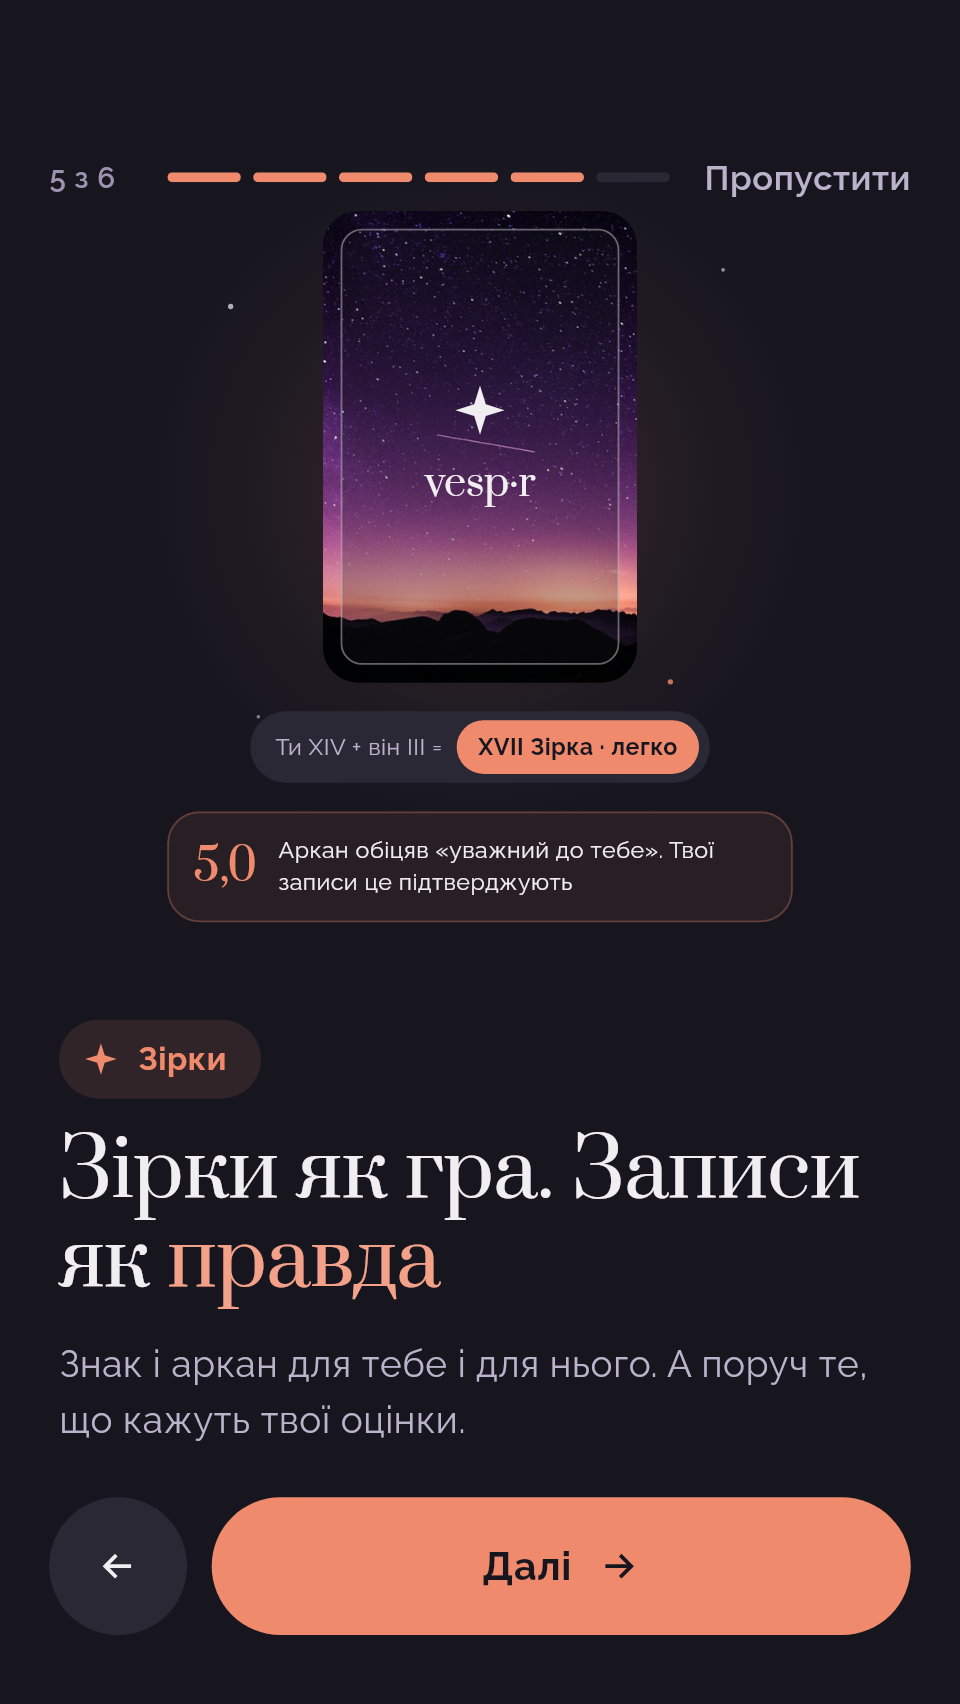 5 з 6
Пропустити
vesp·r
Ти XIV + він III =
XVII Зірка · легко
5,0
Аркан обіцяв «уважний до тебе». Твої
записи це підтверджують
Зірки
Зірки як гра. Записи
як правда
Знак і аркан для тебе і для нього. А поруч те,
що кажуть твої оцінки.
Далі